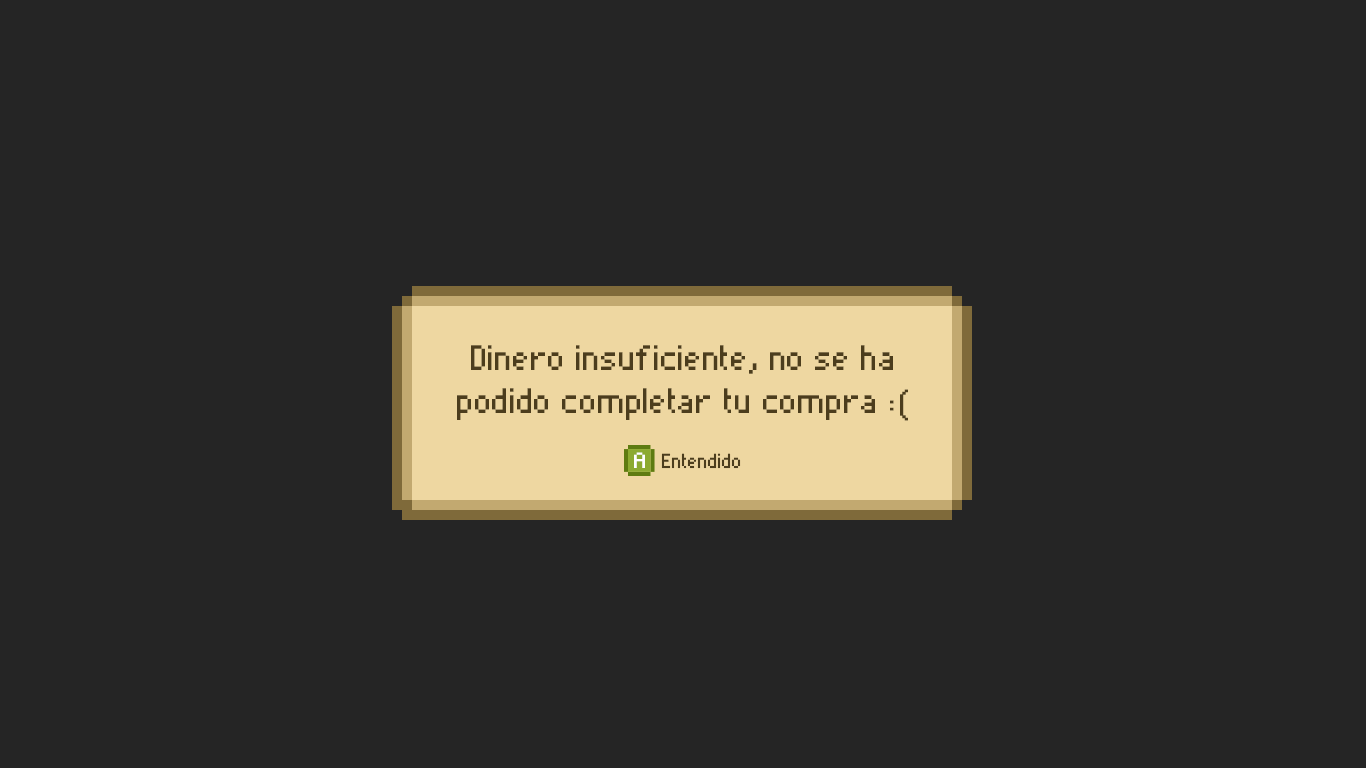 Dinero insuficiente, no se ha
podido completar tu compra :(
A Entendido